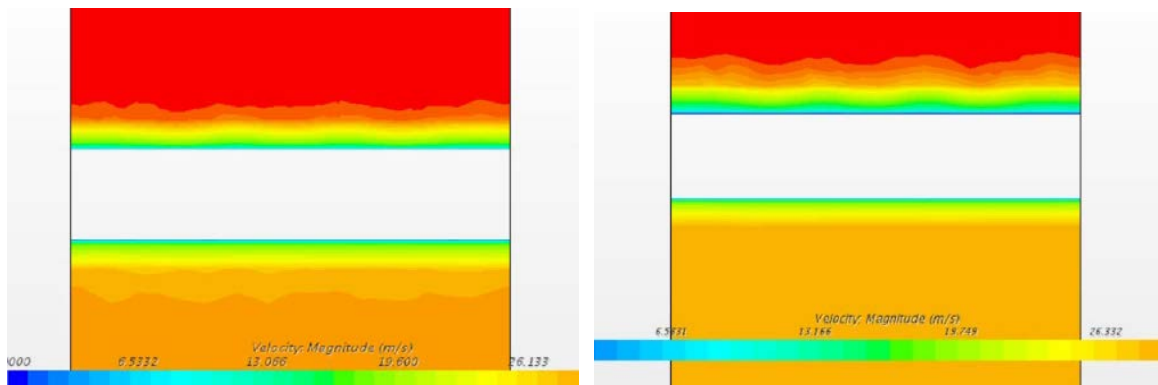 Velocity: Magnitude (m/s)
0000 6.5332 13.066 19.600 26.133
Velocity: Magnitude (m/s)
6.5831 13.166 19.749 26.332